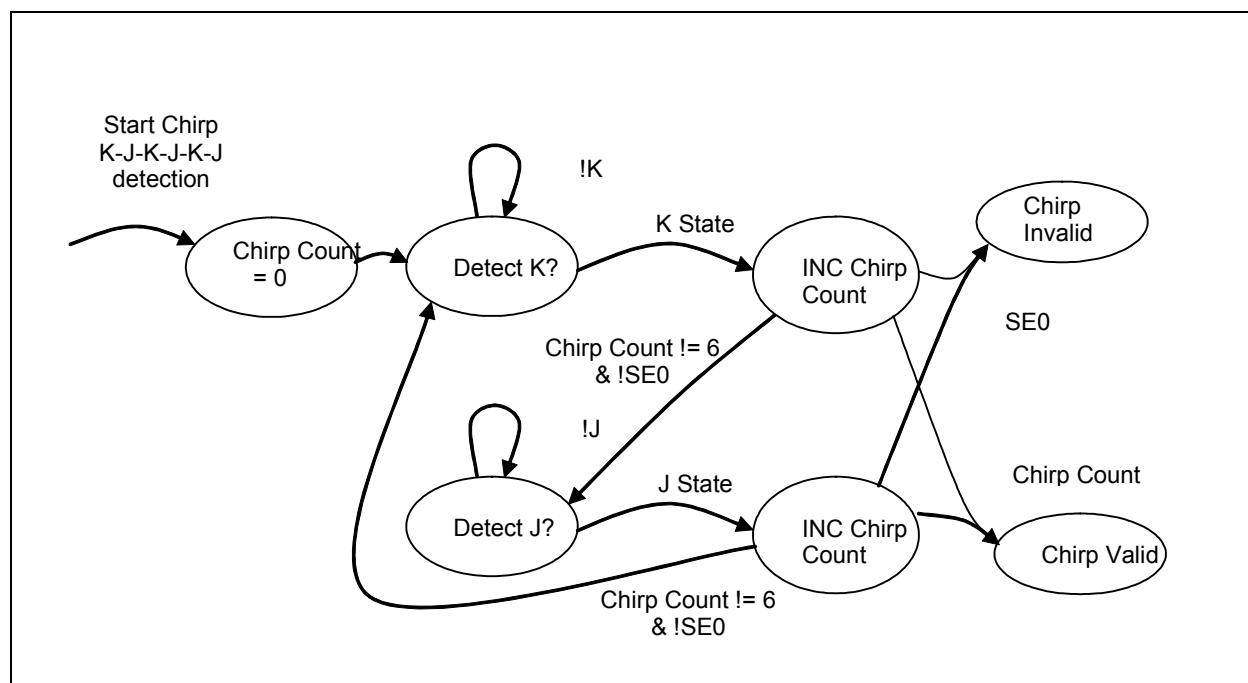 Start Chirp
K-J-K-J-K-J
detection
!K
K State
Chirp
Invalid
Chirp Count
= 0
Detect K?
INC Chirp
Count
SE0
Chirp Count != 6
& !SE0
!J
J State
Chirp Count
Detect J?
INC Chirp
Count
Chirp Valid
Chirp Count != 6
& !SE0